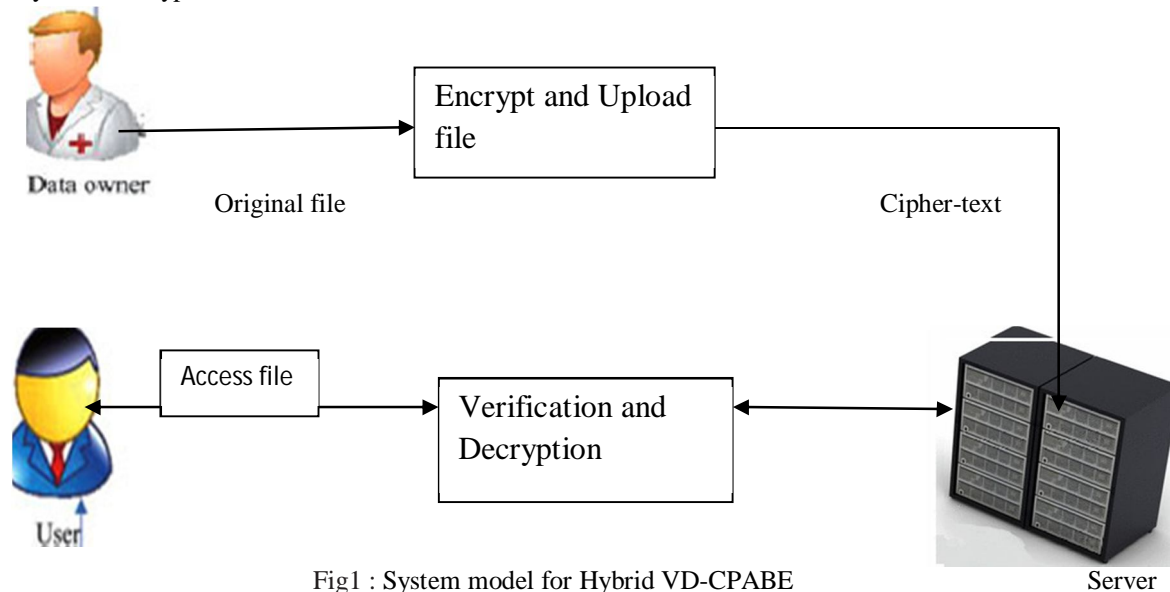 Encrypt and Upload
file
Data owner
Original file
Cipher-text
Access file
Verification and
Decryption
User
Fig1 : System model for Hybrid VD-CPABE
Server